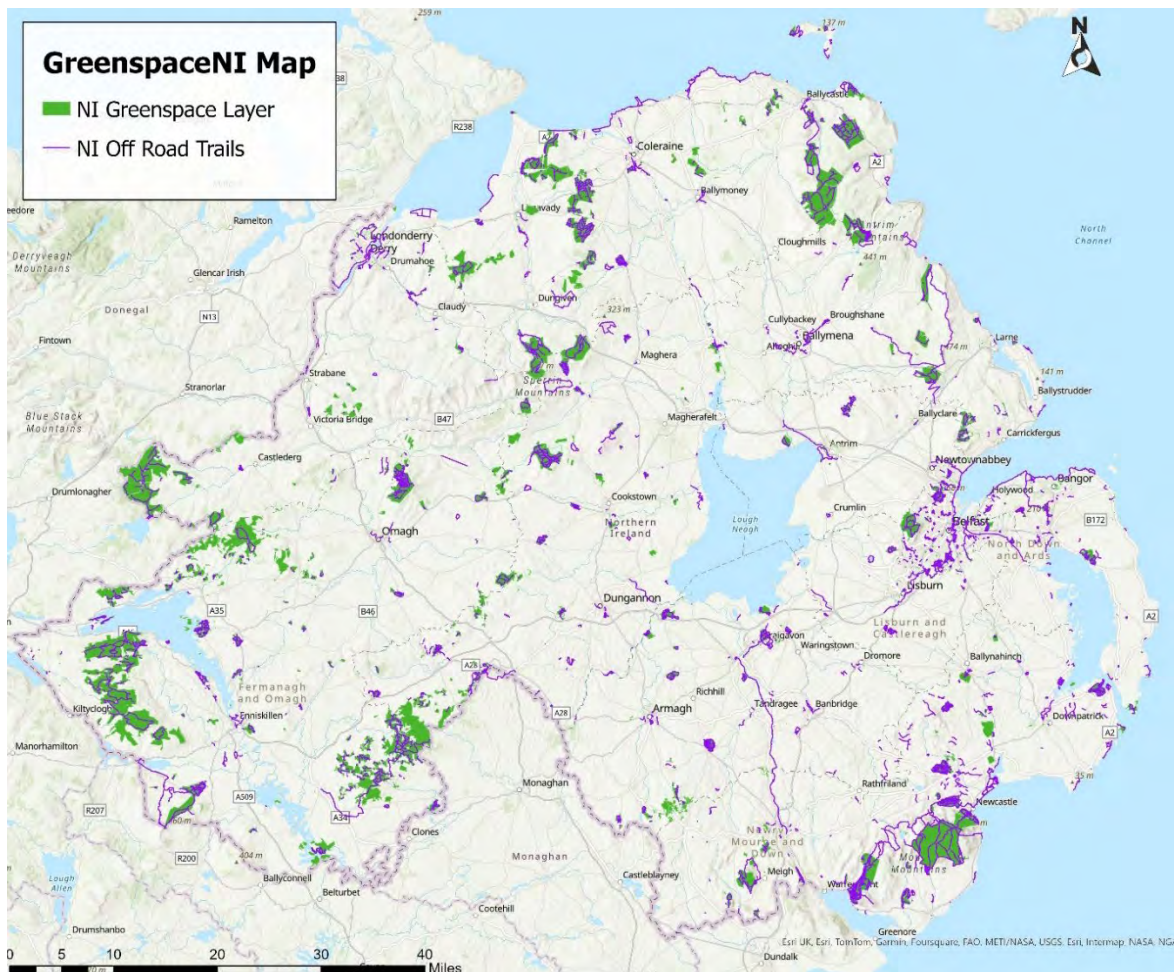 259 m
137 m
N
GreenspaceNI Map
NI Greenspace Layer
NI Off Road Trails
38
R238
Ballycastle
Coleraine
A2
Ramelton
Ballymoney
Londonderry
Derry
Drumahoe
Cloughmills
North
Channel
Derryveagh
Mountains
Glencar Irish
441 m
Donegal
Claudy
Dungiven
N13
323 m
Cullybackey
Broughshane
Fintown
Ballymena
Larne
Maghera
474 m
Strabane
141 m
Stranorlar
Ballystrudder
Blue Stack
Mountains
Victoria Bridge
B47
Magherafelt
Ballyclare
Carrickfergus
Castlederg
Antrim
Newtownabbey
Drumlonagher
Cookstown
Holywood
Bangor
Northern
Ireland
Lough
Neagh
Crumlin
Belfast
B172
Omagh
North Down
and Ards
Lisburn
A35
B46
Dungannon
Lisburn and
Castlereagh
A2
Waringstown
Dromore
Ballynahinch
A28
Fermanagh
and Omagh
Richhill
Enniskillen
A28
Armagh
Tandragee
Banbridge
Downpatrick
A2
Manorhamilton
Monaghan
35 m
R207
A509
Rathfriland
Newcastle
A34
Clones
R200
404 m
Monaghan
Newry
Mourne and
Down
Lough
Allen
Ballyconnell
Castleblayney
Meigh
Belturbet
Cootehill
Drumshanbo
Greenore
Esri UK, Esri, TomTom, Garmin, Foursquare, FAO, METI/NASA, USGS, Esri, Intermap, NASA, NGA
0 5 10 20 30 40
Miles
Dundalk